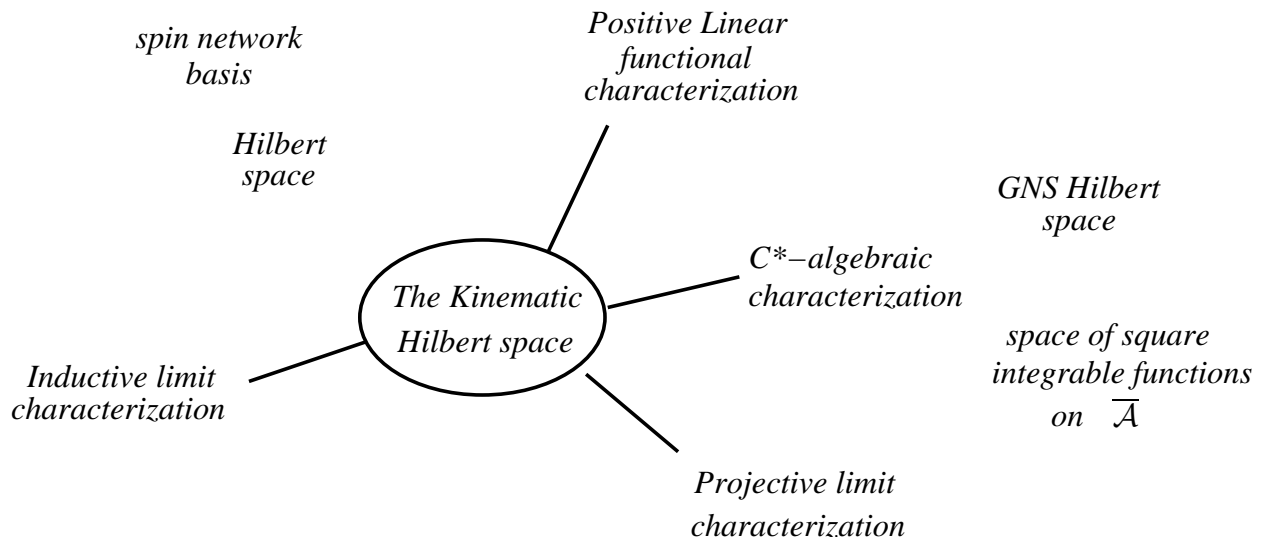 spin network
basis
Positive Linear
functional
characterization
Hilbert
space
GNS Hilbert
space
C*−algebraic
characterization
The Kinematic
Hilbert space
space of square
integrable functions
on 𝒜̅
Inductive limit
characterization
Projective limit
characterization